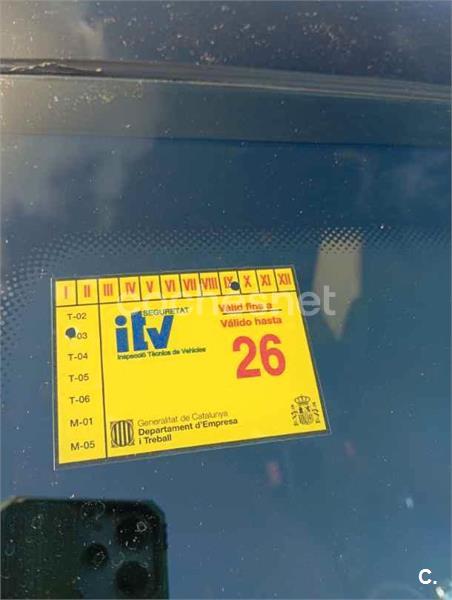 I II III IV V VI VII VIII IX X XI XII
T-02
T-03
T-04
T-05
T-06
M-01
M-05
SEGURETAT
itv
Inspecció Tècnica de Vehicles
Vàlid fins a
Válido hasta
26
Generalitat de Catalunya
Departament d'Empresa
i Treball
C.